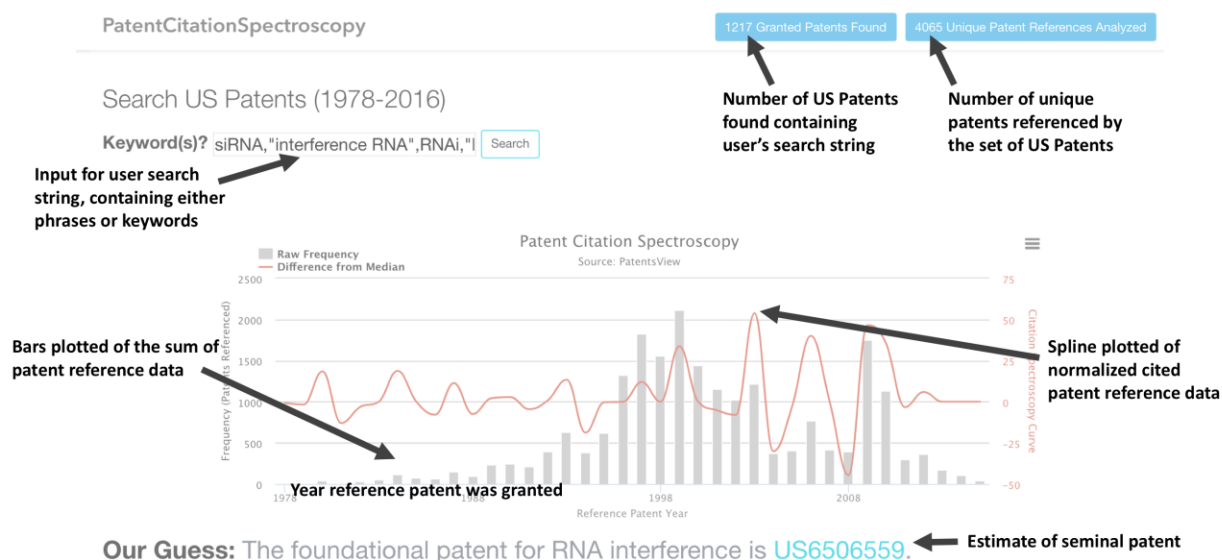 PatentCitationSpectroscopy
1217 Granted Patents Found
4065 Unique Patent References Analyzed
Search US Patents (1978-2016)
Keyword(s)? siRNA,"interference RNA",RNAi,"l Search
Number of US Patents
found containing
user's search string
Number of unique
patents referenced by
the set of US Patents
Input for user search
string, containing either
phrases or keywords
Patent Citation Spectroscopy
Source: PatentsView
Raw Frequency
Difference from Median
2500
2000
1500
1000
500
0
Frequency (Patents Referenced)
75
50
25
0
−25
−50
Citation Spectroscopy Curve
Bars plotted of the sum of
patent reference data
Spline plotted of
normalized cited
patent reference data
Year reference patent was granted
1978
1988
1998
2008
Reference Patent Year
Our Guess: The foundational patent for RNA interference is US6506559.
Estimate of seminal patent